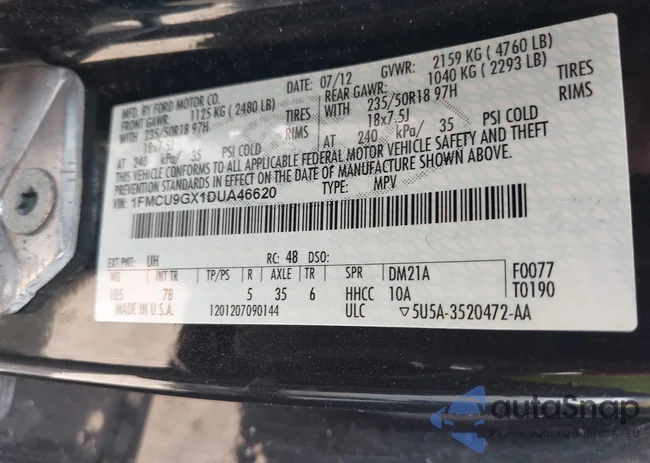 MFD. BY FORD MOTOR CO.
DATE: 07/12 GVWR: 2159 KG ( 4760 LB)
FRONT GAWR: 1125 KG ( 2480 LB) REAR GAWR: 1040 KG ( 2293 LB)
WITH 235/50R18 97H TIRES WITH 235/50R18 97H TIRES
18x7.5J RIMS 18x7.5J RIMS
AT 240 kPa/ 35 PSI COLD AT 240 kPa/ 35 PSI COLD
THIS VEHICLE CONFORMS TO ALL APPLICABLE FEDERAL MOTOR VEHICLE SAFETY AND THEFT
PREVENTION STANDARDS IN EFFECT ON THE DATE OF MANUFACTURE SHOWN ABOVE.
VIN: 1FMCU9GX1DUA46620 TYPE: MPV
EXT PNT: UH RC: 48 DSO:
WB INT TR TP/PS R AXLE TR SPR DM21A F0077
105 7B 5 35 6 HHCC 10A T0190
MADE IN U.S.A. 1201207090144 ULC ▽5U5A-3520472-AA
autoSnap